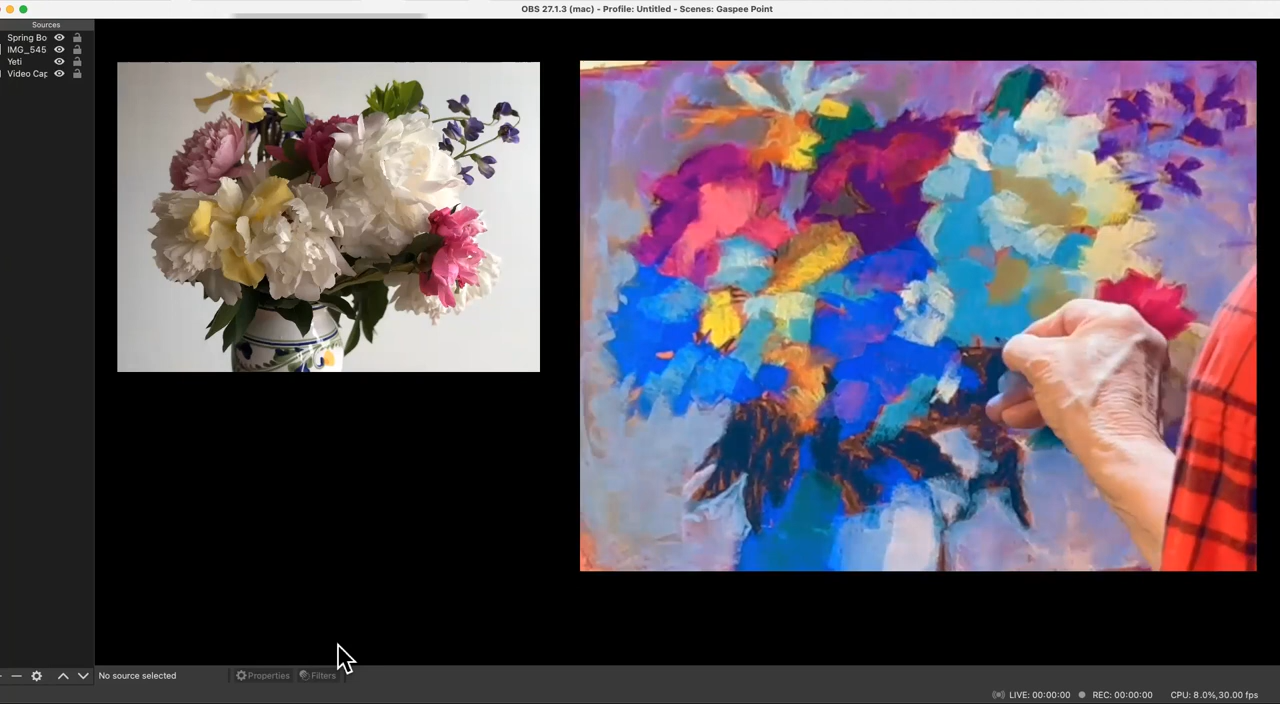 OBS 27.1.3 (mac) - Profile: Untitled - Scenes: Gaspee Point
Sources
Spring Bo
IMG_545
Yeti
Video Cap
No source selected
Properties
Filters
LIVE: 00:00:00
REC: 00:00:00
CPU: 8.0%,30.00 fps